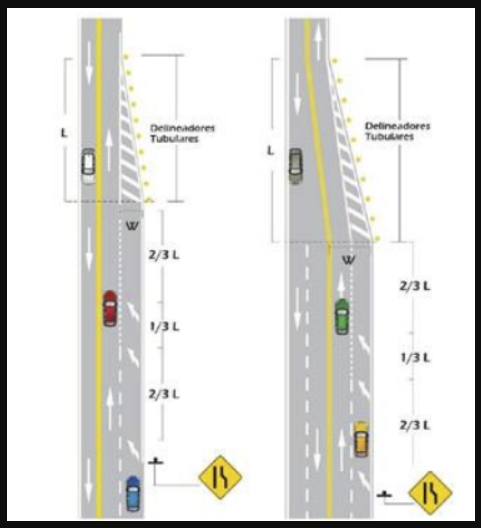 L
Delineadores
Tubulares
W
2/3 L
1/3 L
2/3 L
L
Delineadores
Tubulares
W
2/3 L
1/3 L
2/3 L